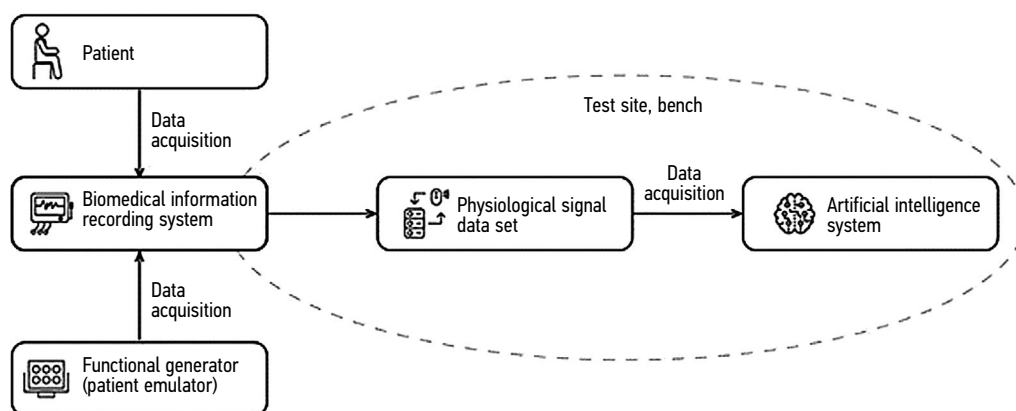 Patient
Test site, bench
Data
acquisition
Biomedical information
recording system
Physiological signal
data set
Data
acquisition
Artificial intelligence
system
Data
acquisition
Functional generator
(patient emulator)